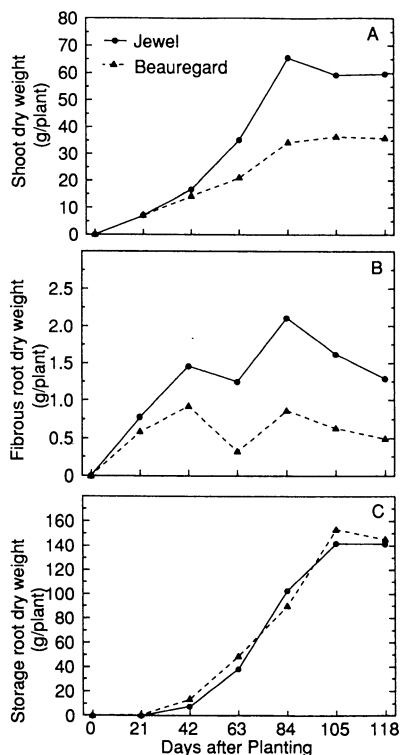 80
70
60
50
40
30
20
10
0
Shoot dry weight
(g/plant)
A
Jewel
Beauregard
2.5
2.0
1.5
1.0
0.5
0
Fibrous root dry weight
(g/plant)
B
160
140
120
100
80
60
40
20
0
Storage root dry weight
(g/plant)
C
0 21 42 63 84 105 118
Days after Planting